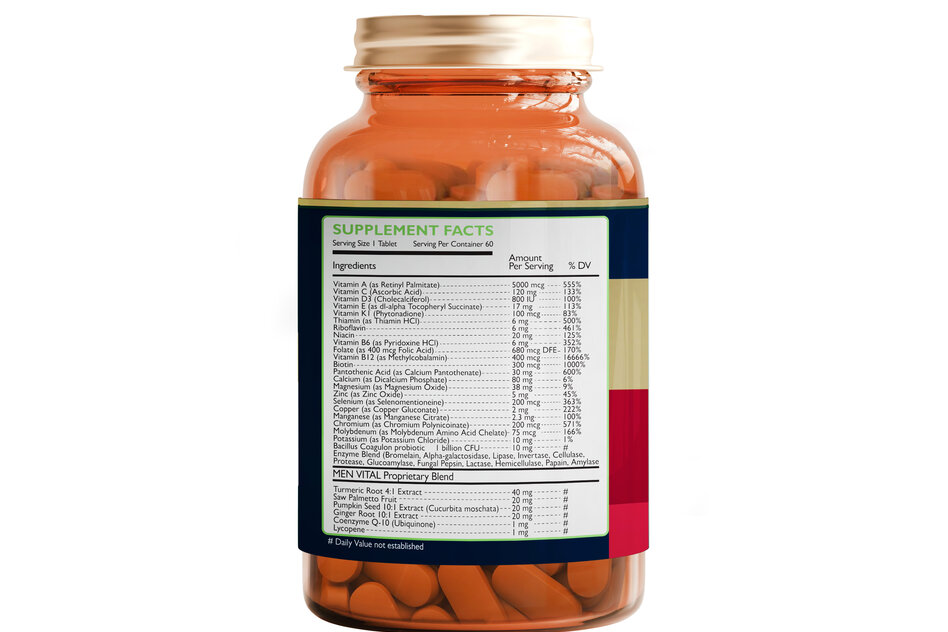 SUPPLEMENT FACTS
Serving Size 1 Tablet Serving Per Container 60
Ingredients Amount Per Serving % DV
Vitamin A (as Retinyl Palmitate) 5000 mcg 555%
Vitamin C (Ascorbic Acid) 120 mg 133%
Vitamin D3 (Cholecalciferol) 800 IU 100%
Vitamin E (as dl-alpha Tocopheryl Succinate) 17 mg 113%
Vitamin K1 (Phytonadione) 100 mcg 83%
Thiamin (as Thiamin HCl) 6 mg 500%
Riboflavin 6 mg 461%
Niacin 20 mg 125%
Vitamin B6 (as Pyridoxine HCl) 6 mg 352%
Folate (as 400 mcg Folic Acid) 680 mcg DFE 170%
Vitamin B12 (as Methylcobalamin) 400 mcg 16666%
Biotin 300 mcg 1000%
Pantothenic Acid (as Calcium Pantothenate) 30 mg 600%
Calcium (as Dicalcium Phosphate) 80 mg 6%
Magnesium (as Magnesium Oxide) 38 mg 9%
Zinc (as Zinc Oxide) 5 mg 45%
Selenium (as Selenomentioneine) 200 mcg 363%
Copper (as Copper Gluconate) 2 mg 222%
Manganese (as Manganese Citrate) 2.3 mg 100%
Chromium (as Chromium Polynicoinate) 200 mcg 571%
Molybdenum (as Molybdenum Amino Acid Chelate) 75 mcg 166%
Potassium (as Potassium Chloride) 10 mg 1%
Bacillus Coagulon probiotic 1 billion CFU 10 mg #
Enzyme Blend (Bromelain, Alpha-galactosidase, Lipase, Invertase, Cellulase,
Protease, Glucoamylase, Fungal Pepsin, Lactase, Hemicellulase, Papain, Amylase
MEN VITAL Proprietary Blend
Turmeric Root 4:1 Extract 40 mg #
Saw Palmetto Fruit 20 mg #
Pumpkin Seed 10:1 Extract (Cucurbita moschata) 20 mg #
Ginger Root 10:1 Extract 20 mg #
Coenzyme Q-10 (Ubiquinone) 1 mg #
Lycopene 1 mg #
# Daily Value not established